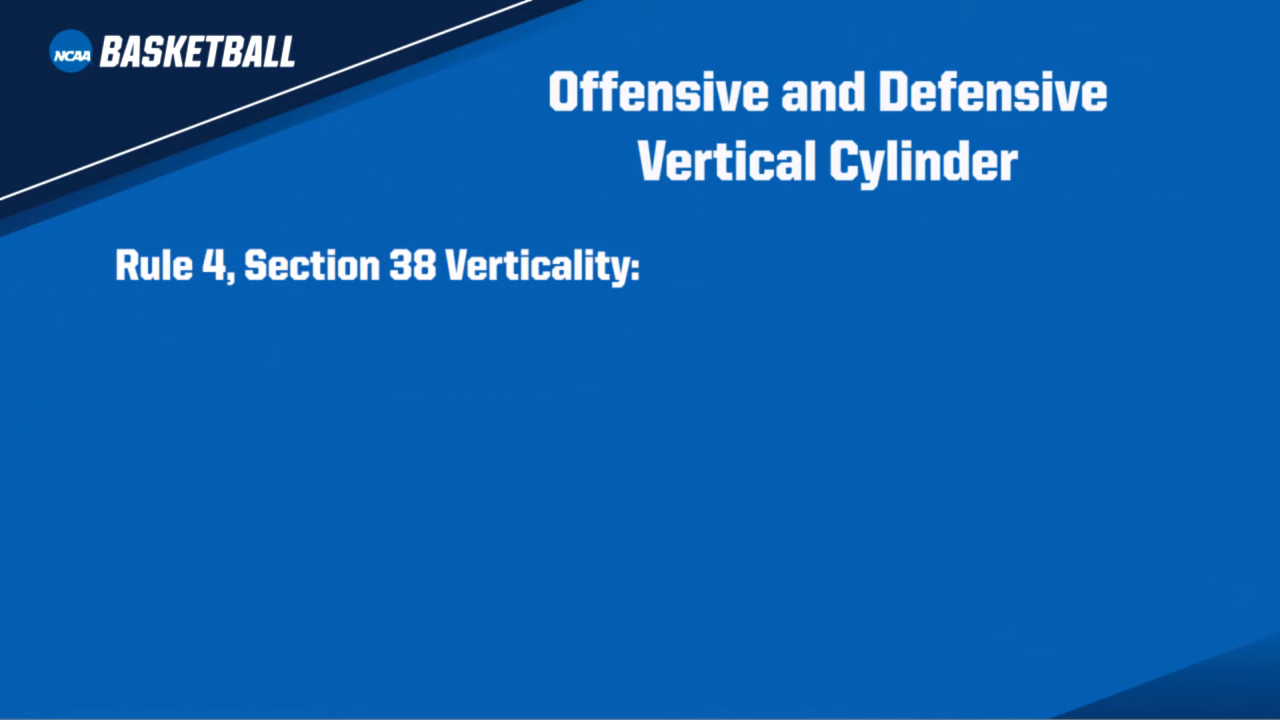 NCAA BASKETBALL
Offensive and Defensive
Vertical Cylinder
Rule 4, Section 38 Verticality: